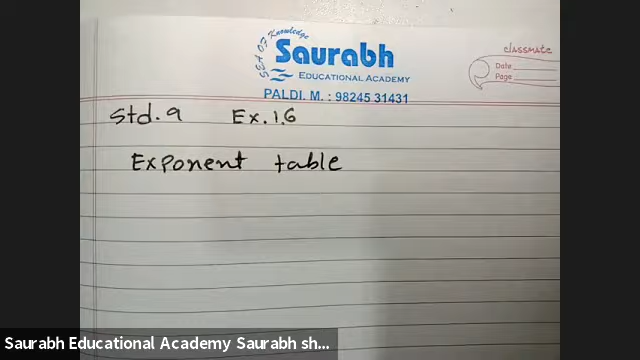 SEA OF Knowledge
Saurabh
EDUCATIONAL ACADEMY
PALDI. M. : 98245 31431
classmate
Date
Page
Std. 9 Ex. 1.6
Exponent table
Saurabh Educational Academy Saurabh sh...